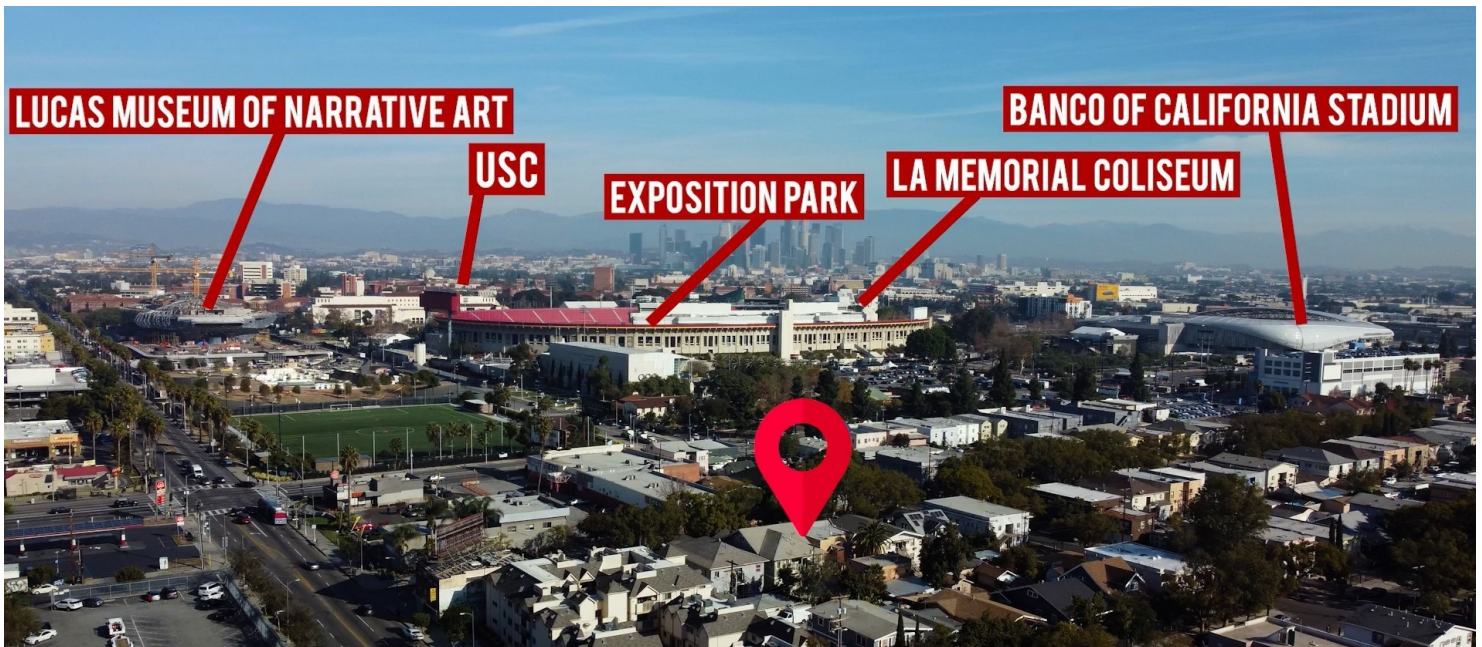 LUCAS MUSEUM OF NARRATIVE ART
USC
EXPOSITION PARK
LA MEMORIAL COLISEUM
BANCO OF CALIFORNIA STADIUM